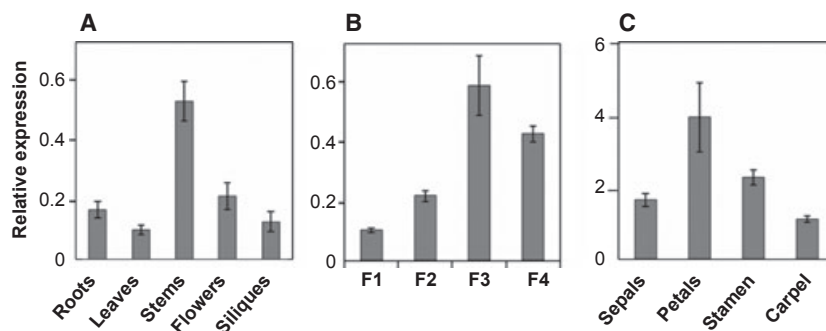 A
B
C
Relative expression
0.6
0.4
0.2
0
Roots
Leaves
Stems
Flowers
Siliques
0.6
0.4
0.2
0
F1 F2 F3 F4
6
4
2
0
Sepals
Petals
Stamen
Carpel